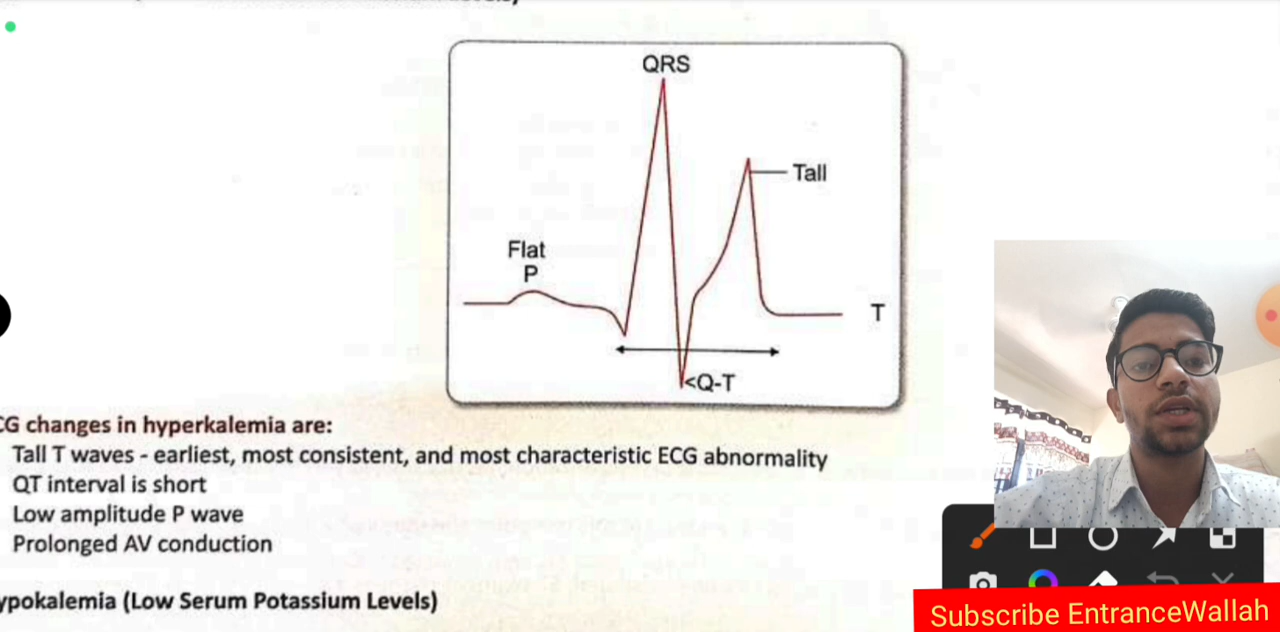 QRS
Tall
Flat
P
T
<Q-T
CG changes in hyperkalemia are:
Tall T waves - earliest, most consistent, and most characteristic ECG abnormality
QT interval is short
Low amplitude P wave
Prolonged AV conduction
ypokalemia (Low Serum Potassium Levels)
Subscribe EntranceWallah